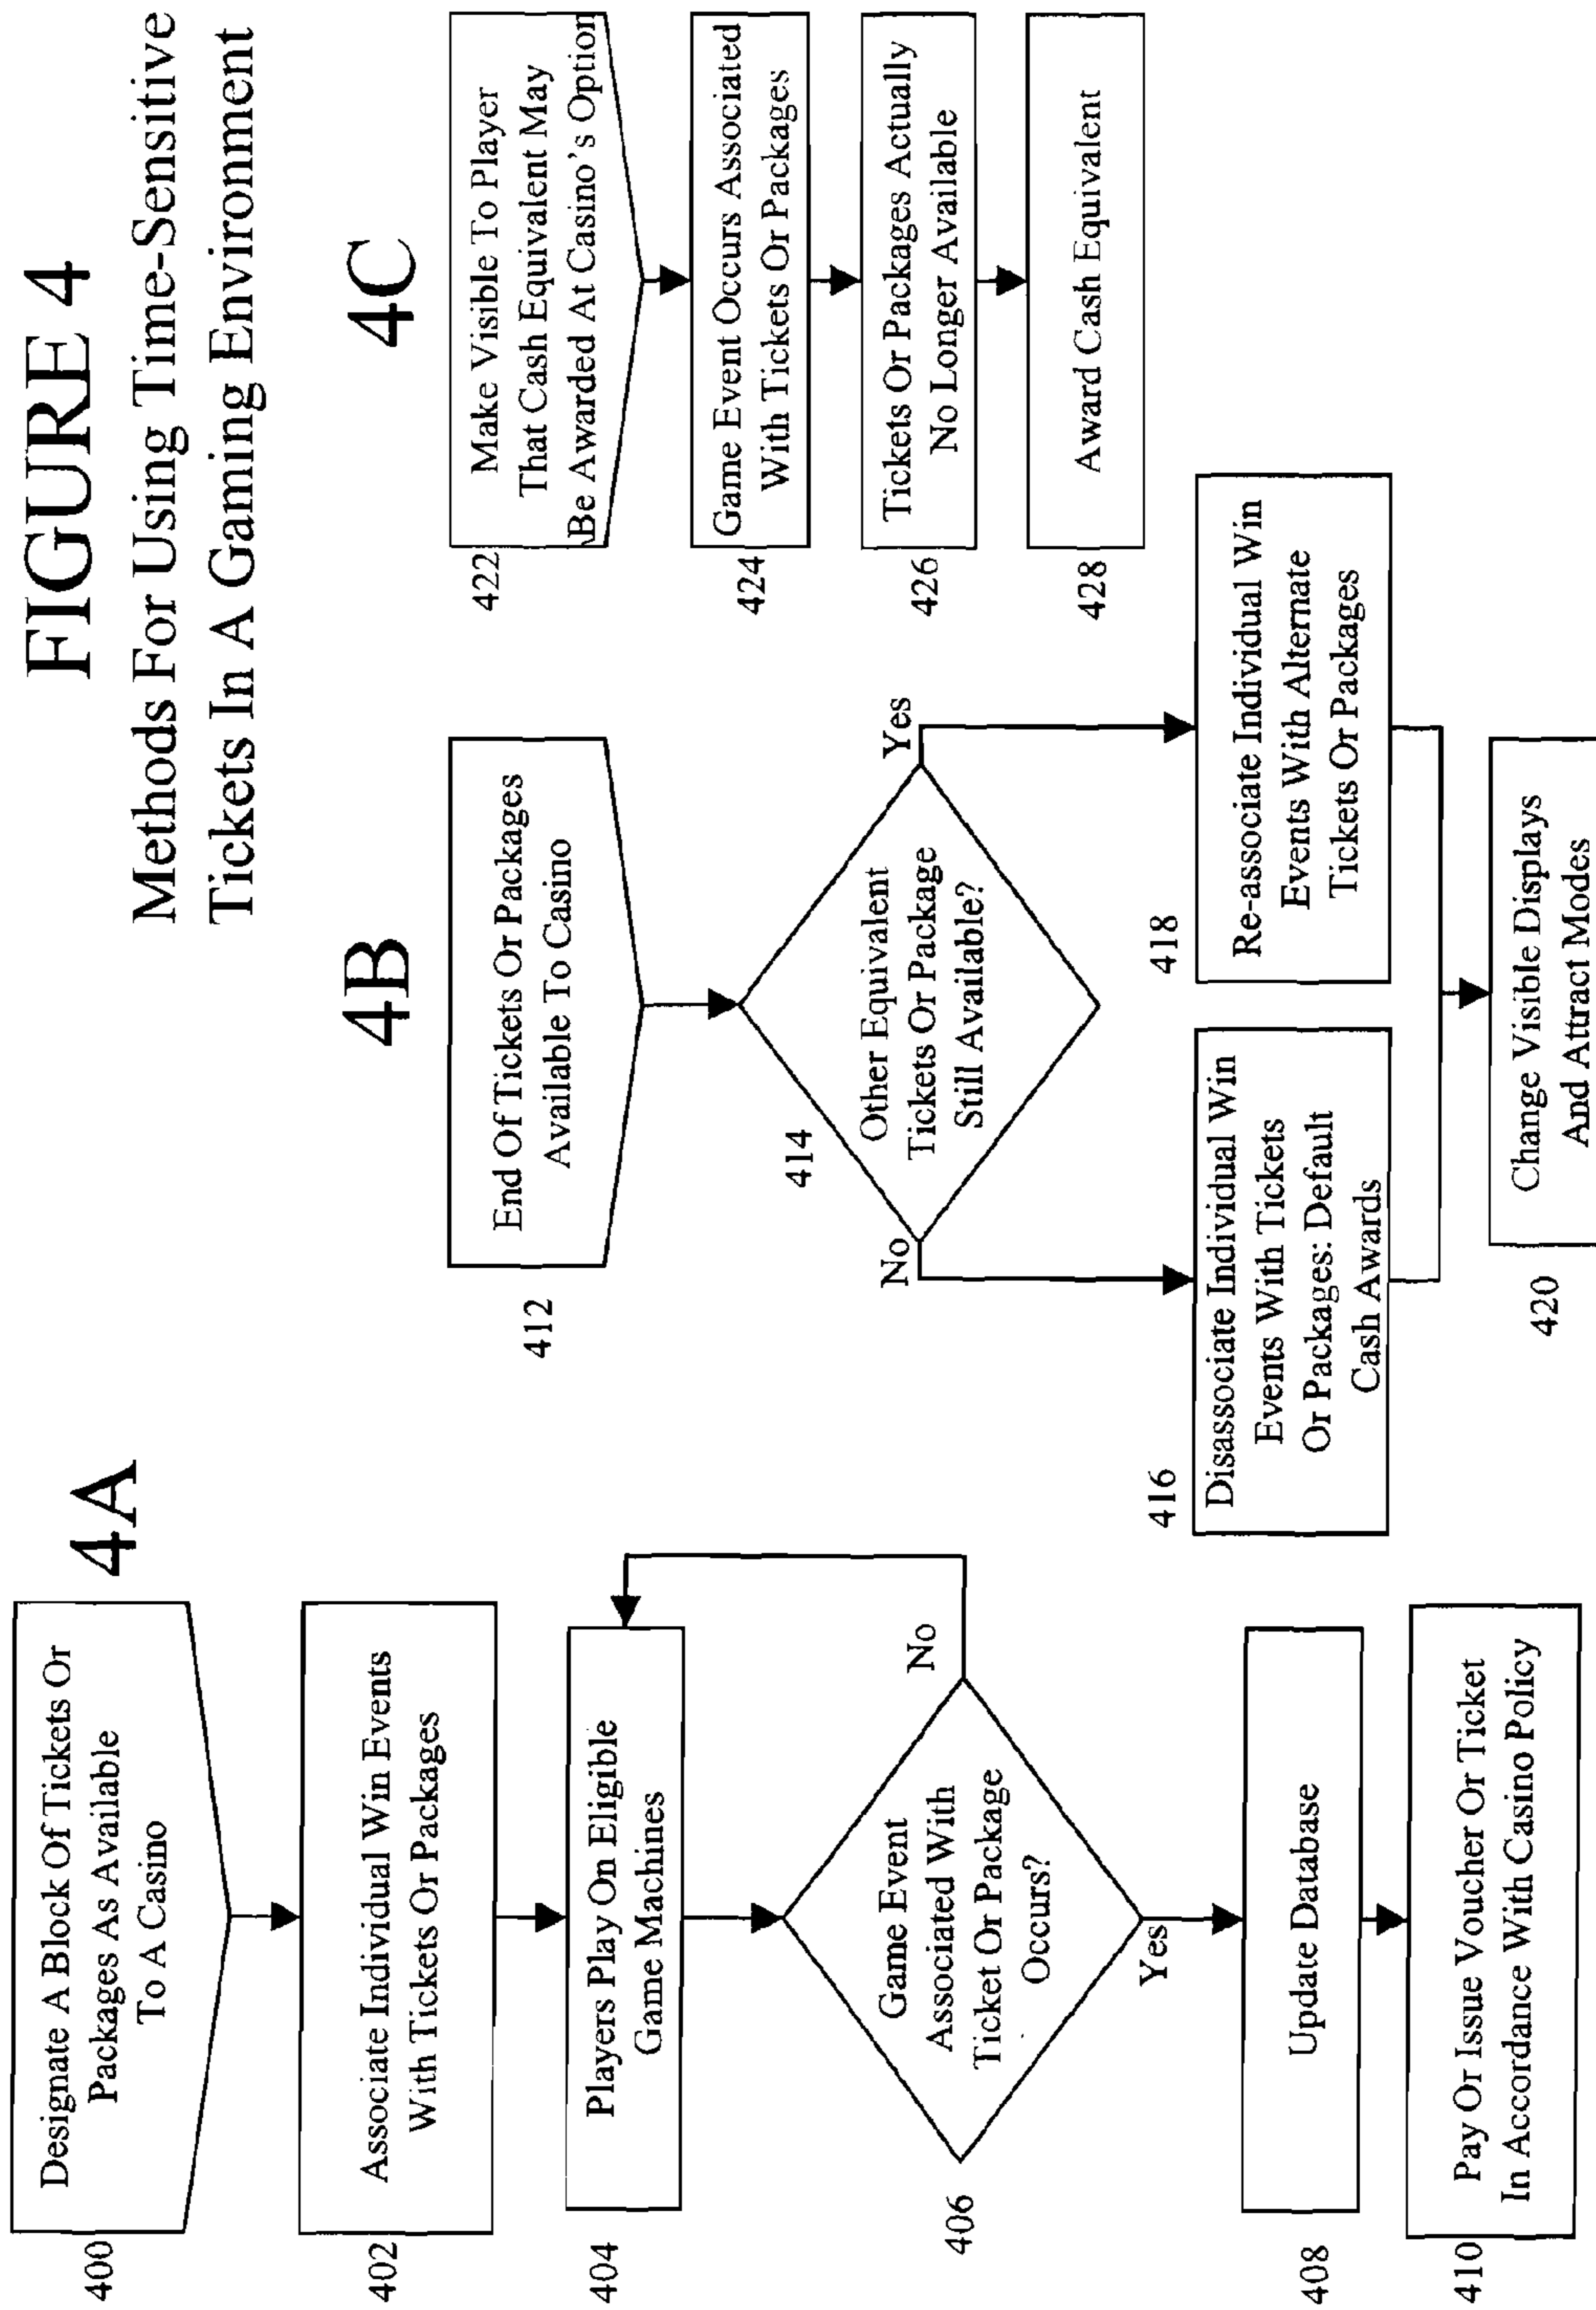 FIGURE 4
Methods For Using Time-Sensitive
Tickets In A Gaming Environment
4A
400
Designate A Block Of Tickets Or
Packages As Available
To A Casino
402
Associate Individual Win Events
With Tickets Or Packages
404
Players Play On Eligible
Game Machines
406
Game Event
Associated With
Ticket Or Package
Occurs?
No
Yes
408
Update Database
410
Pay Or Issue Voucher Or Ticket
In Accordance With Casino Policy
4B
412
End Of Tickets Or Packages
Available To Casino
414
Other Equivalent
Tickets Or Package
Still Available?
No
Yes
416
Disassociate Individual Win
Events With Tickets
Or Packages: Default
Cash Awards
418
Re-associate Individual Win
Events With Alternate
Tickets Or Packages
420
Change Visible Displays
And Attract Modes
4C
422
Make Visible To Player
That Cash Equivalent May
Be Awarded At Casino's Option
424
Game Event Occurs Associated
With Tickets Or Packages
426
Tickets Or Packages Actually
No Longer Available
428
Award Cash Equivalent